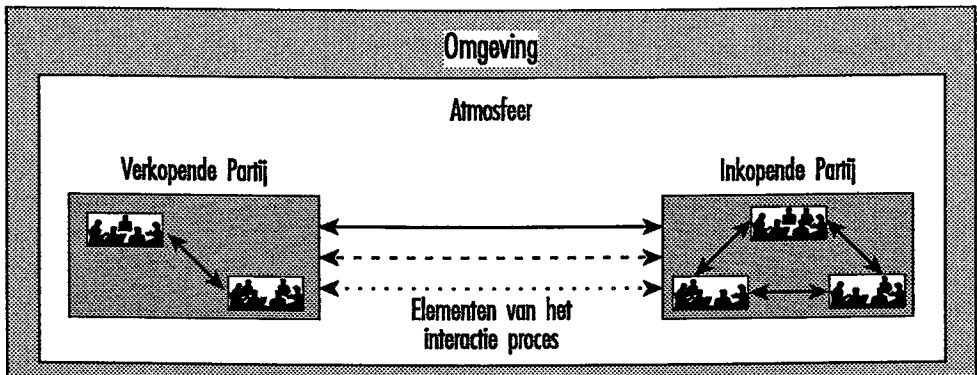 Omgeving
Atmosfeer
Verkopende Partij
Inkopende Partij
Elementen van het
interactie proces